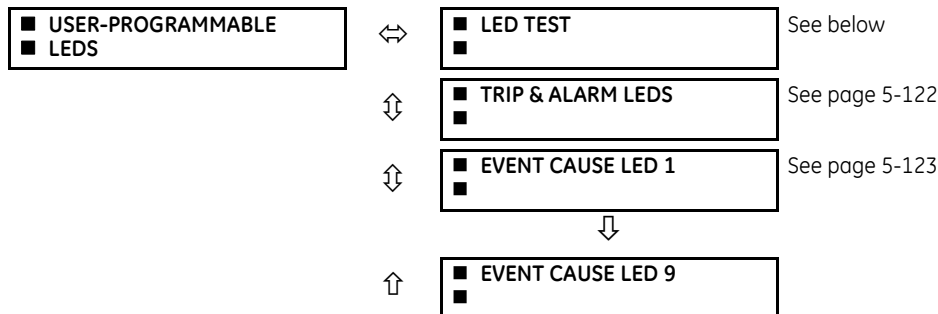 ■ USER-PROGRAMMABLE
■ LEDS
■ LED TEST
■
See below
■ TRIP & ALARM LEDS
■
See page 5-122
■ EVENT CAUSE LED 1
■
See page 5-123
■ EVENT CAUSE LED 9
■